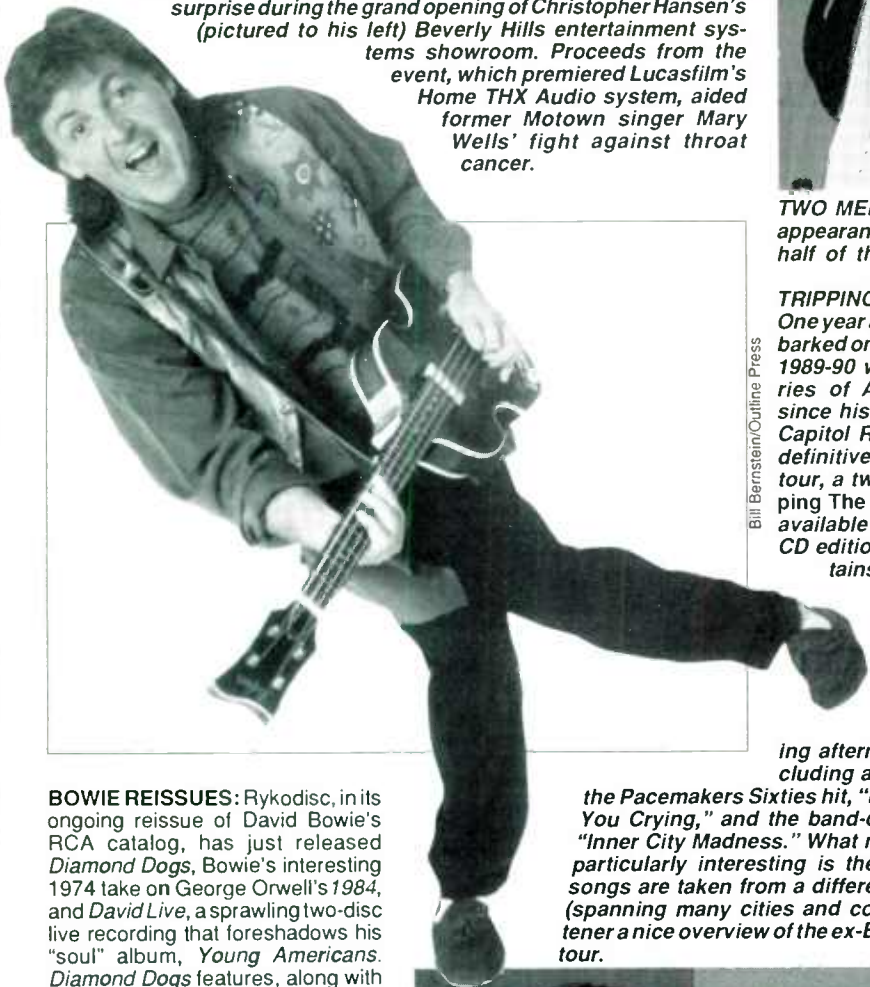 surprise during the grand opening of Christopher Hansen's
(pictured to his left) Beverly Hills entertainment sys-
tems showroom. Proceeds from the
event, which premiered Lucasfilm's
Home THX Audio system, aided
former Motown singer Mary
Wells' fight against throat
cancer.
Bill Bernstein/Outline Press
BOWIE REISSUES: Rykodisc, in its
ongoing reissue of David Bowie's
RCA catalog, has just released
Diamond Dogs, Bowie's interesting
1974 take on George Orwell's 1984,
and David Live, a sprawling two-disc
live recording that foreshadows his
"soul" album, Young Americans.
Diamond Dogs features, along with
TWO ME
appearan
half of th
TRIPPING
One year
barked on
1989-90 w
ries of A
since his
Capitol R
definitive
tour, a tw
ping The
available
CD editio
tains
ing aftern
cluding a
the Pacemakers Sixties hit, "
You Crying," and the band-c
"Inner City Madness." What
particularly interesting is the
songs are taken from a differe
(spanning many cities and co
tener a nice overview of the ex-B
tour.